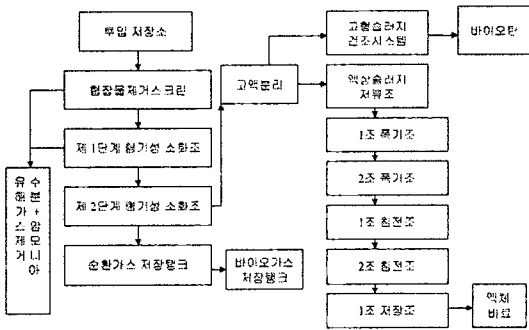 투입 저장소
협잡물제거스크린
제 1단계 혐기성 소화조
제 2단계 혐기성 소화조
순환가스 저장탱크
수분+암모니아
유해가스제거
바이오가스
저장탱크
고액분리
고형슬러지
건조시스템
바이오탄
액상슬러지
저류조
1조 폭기조
2조 폭기조
1조 침전조
2조 침전조
1조 저장조
액체
비료